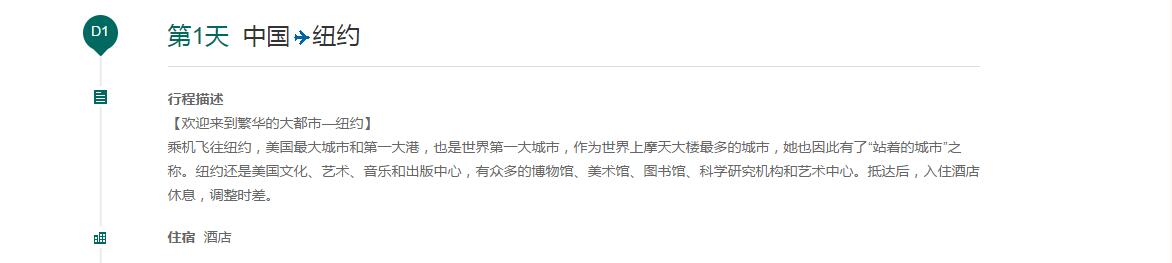 D1
第1天 中国纽约
行程描述
【欢迎来到繁华的大都市—纽约】
乘机飞往纽约，美国最大城市和第一大港，也是世界第一大城市，作为世界上摩天大楼最多的城市，她也因此有了“站着的城市”之
称。纽约还是美国文化、艺术、音乐和出版中心，有众多的博物馆、美术馆、图书馆、科学研究机构和艺术中心。抵达后，入住酒店
休息，调整时差。
住宿 酒店